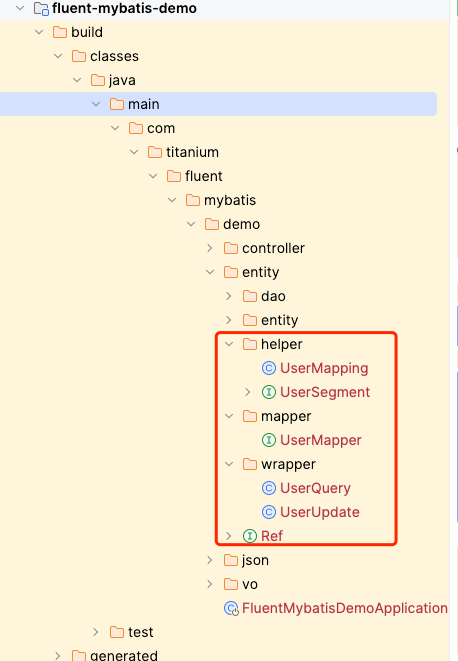 fluent-mybatis-demo
build
classes
java
main
com
titanium
fluent
mybatis
demo
controller
entity
dao
entity
helper
UserMapping
UserSegment
mapper
UserMapper
wrapper
UserQuery
UserUpdate
Ref
json
vo
FluentMybatisDemoApplication
test
generated